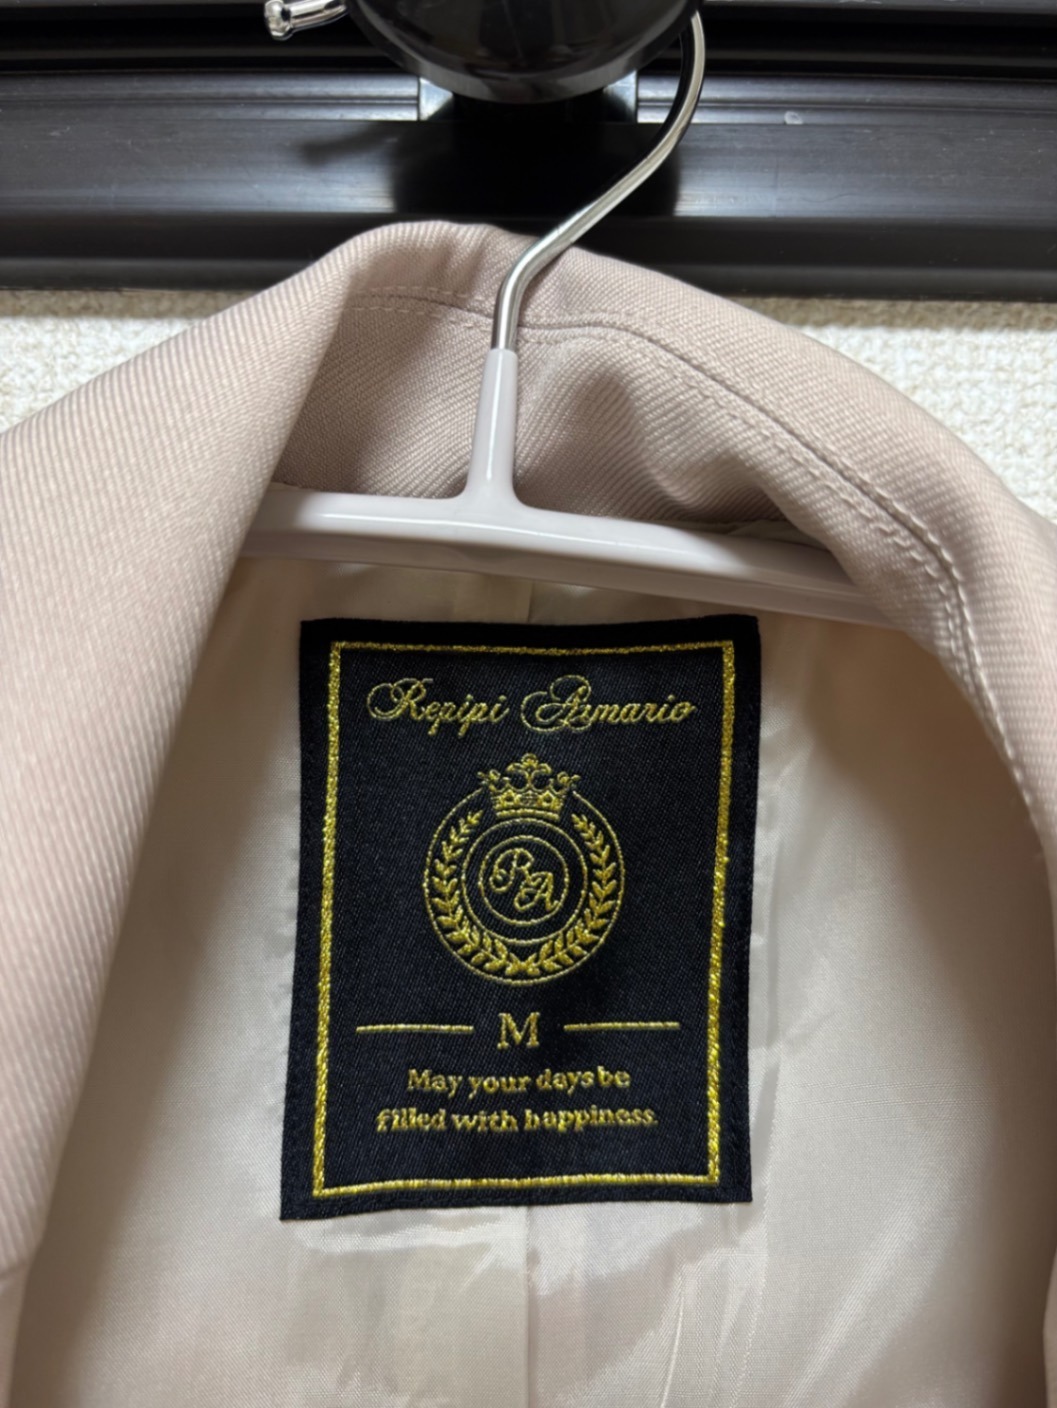 Repipi Armario
RA
M
May your days be
filled with happiness.